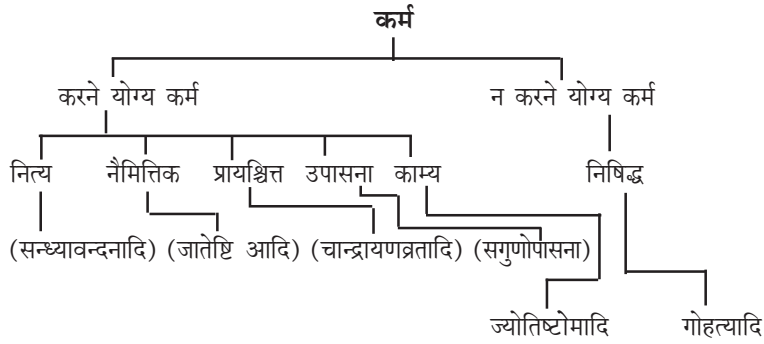 कर्म
करने योग्य कर्म न करने योग्य कर्म
नित्य नैमित्तिक प्रायश्चित्त उपासना काम्य निषिद्ध
(सन्ध्यावन्दनादि) (जातेष्टि आदि) (चान्द्रायणव्रतादि) (सगुणोपासना)
ज्योतिष्टोमादि गोहत्यादि